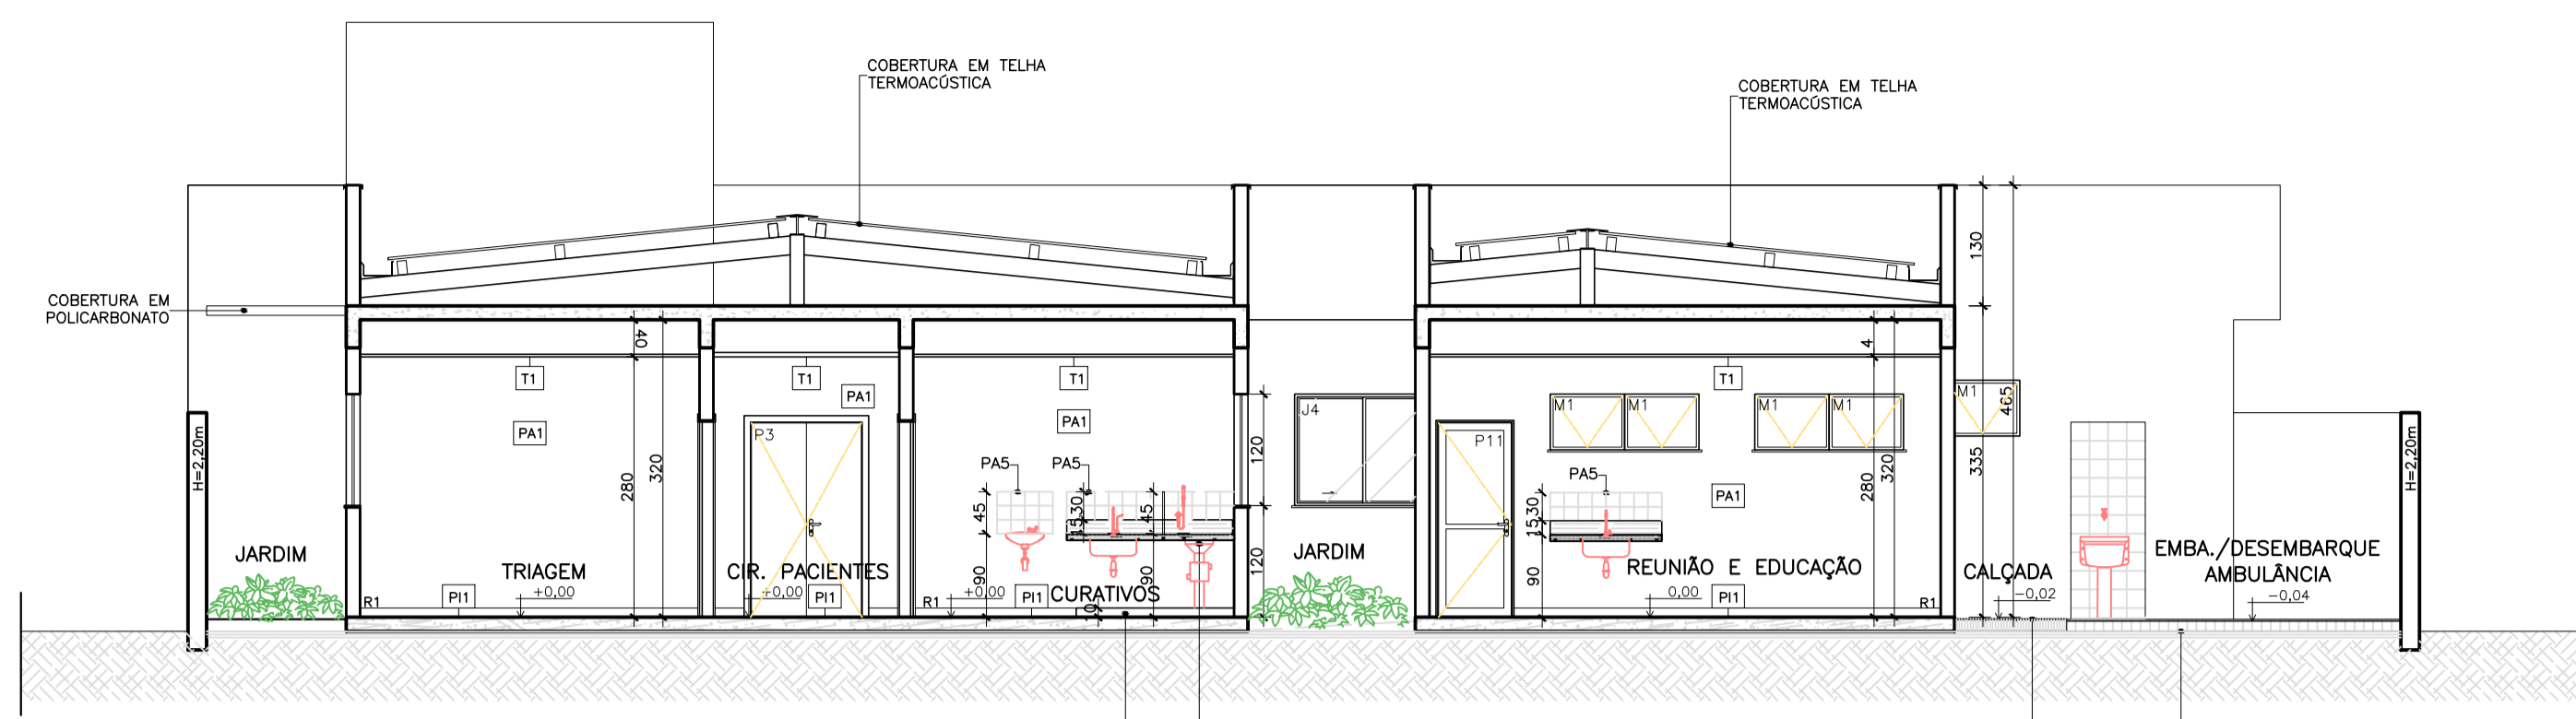 COBERTURA EM TELHA
TERMOACÚSTICA
COBERTURA EM TELHA
TERMOACÚSTICA
COBERTURA EM
POLICARBONATO
130
40
4
T1
T1
T1
T1
PA1
PA1
PA1
PA1
M1
M1
M1
M1
M1
465
J4
P3
P11
H=2,20m
H=2,20m
280
320
120
120
280
320
335
PA5
PA5
PA5
45
15
30
45
15
30
90
90
90
10
JARDIM
TRIAGEM
CIR. PACIENTES
CURATIVOS
JARDIM
REUNIÃO E EDUCAÇÃO
CALÇADA
EMBA./DESEMBARQUE
AMBULÂNCIA
+0,00
+0,00
+0,00
0,00
-0,02
-0,04
R1
PI1
PI1
R1
PI1
PI1
R1